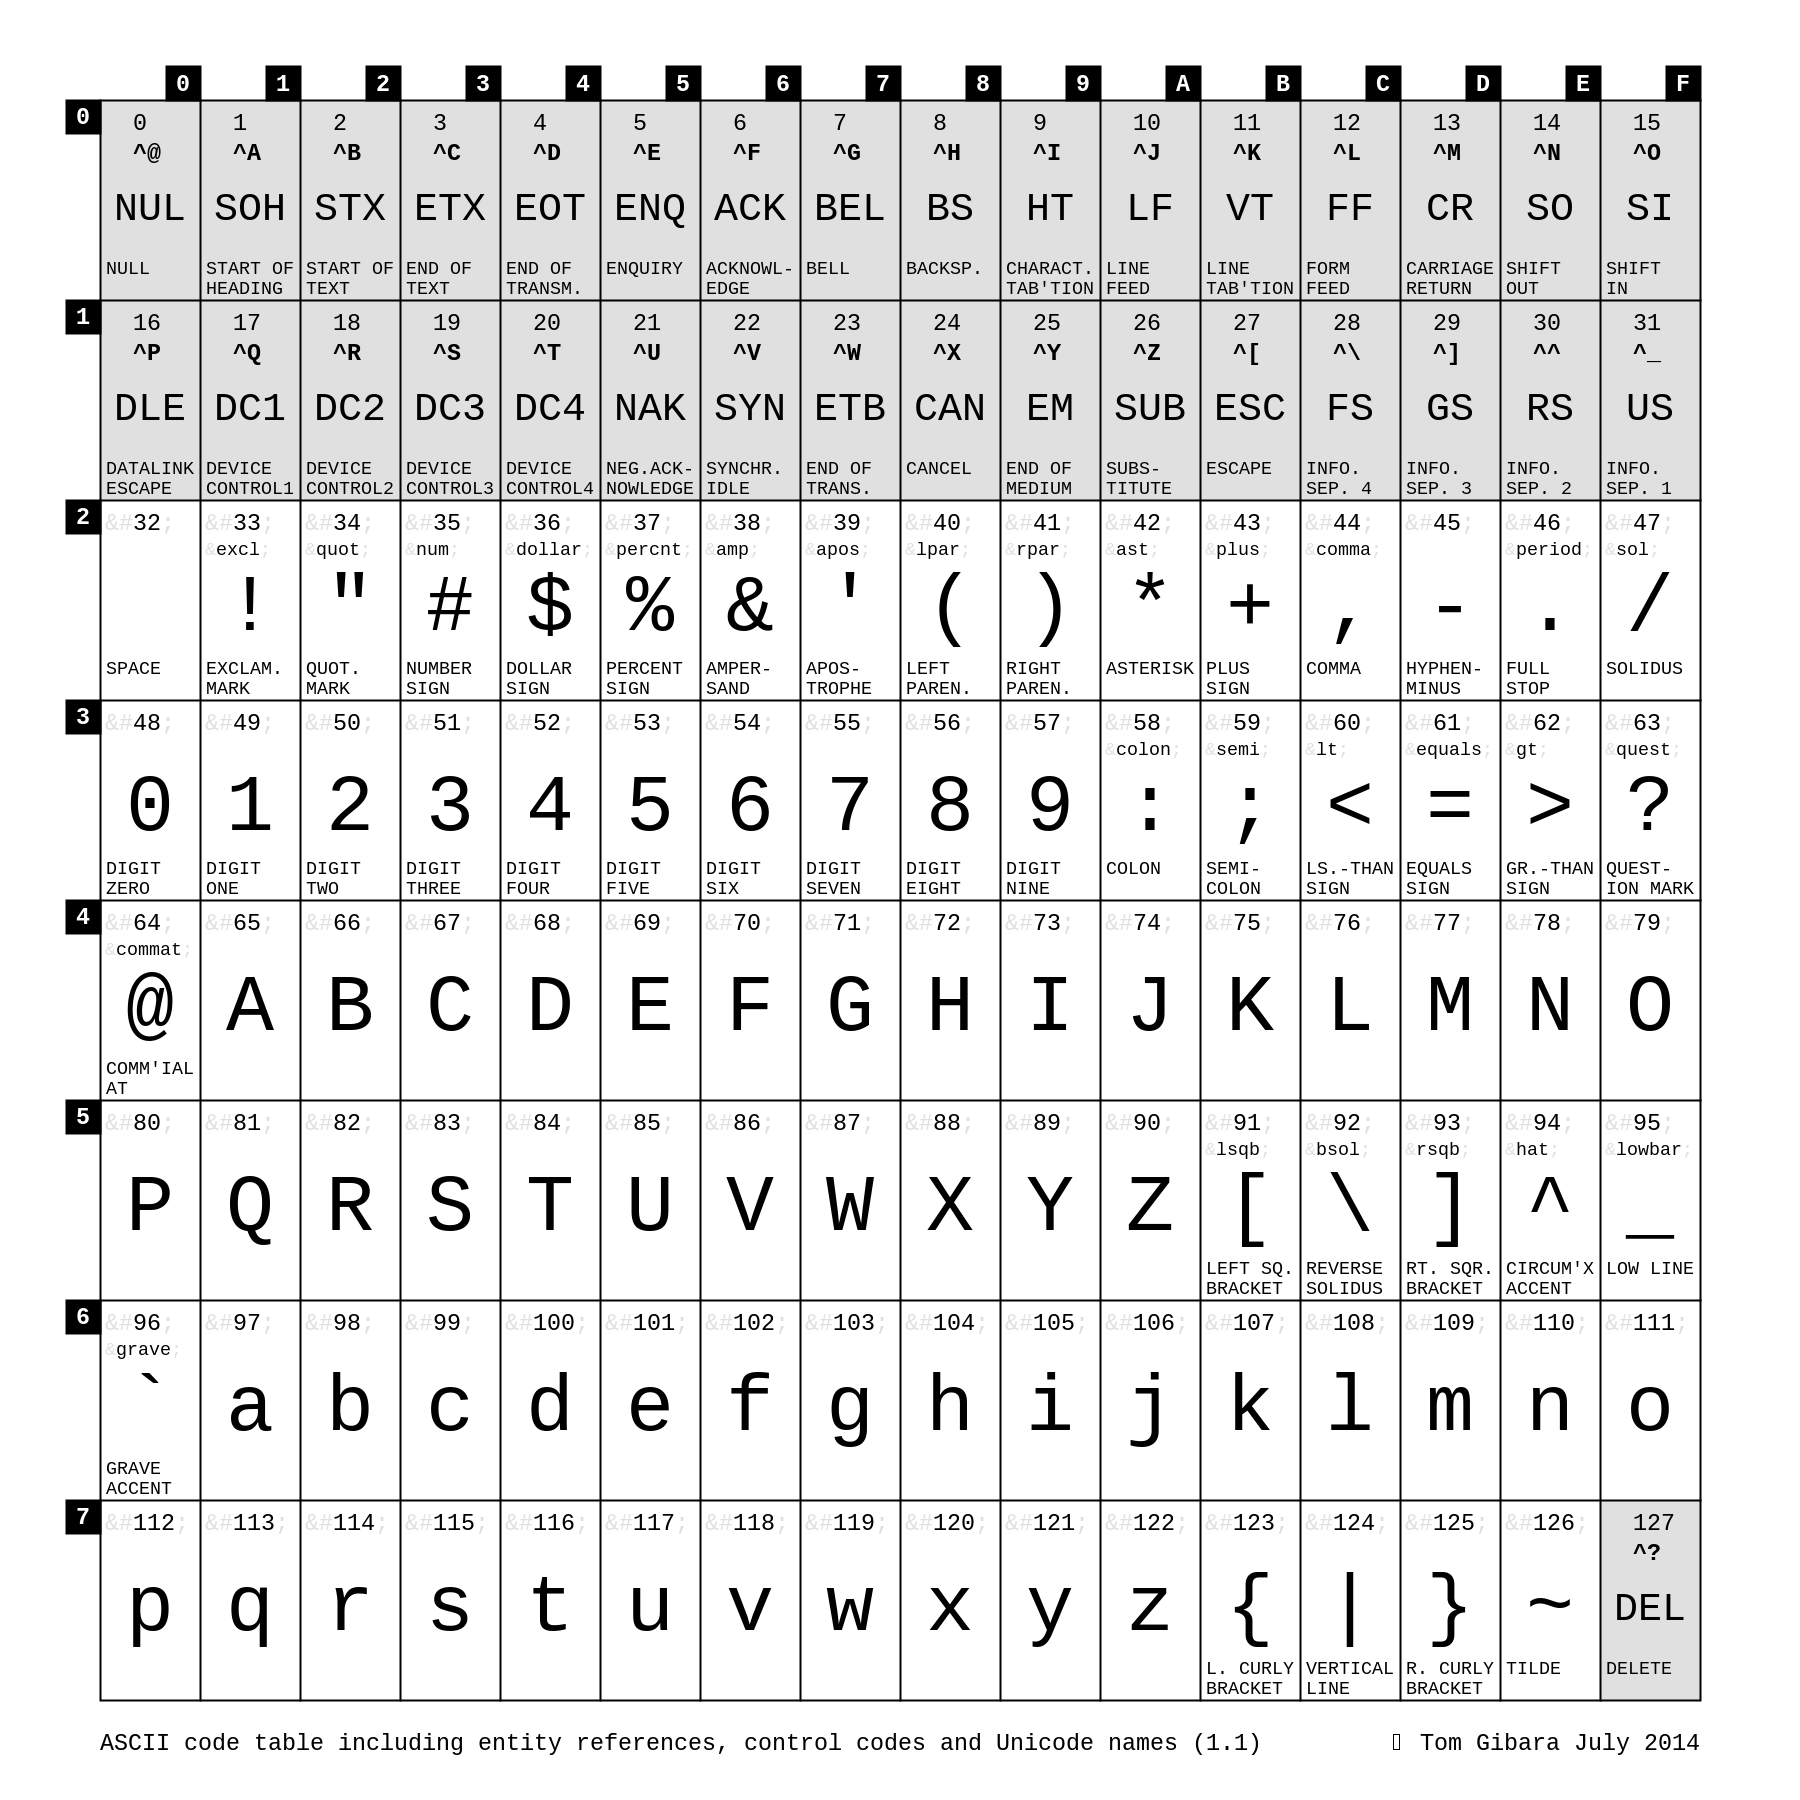 0 1 2 3 4 5 6 7 8 9 A B C D E F
0
0 1 2 3 4 5 6 7 8 9 10 11 12 13 14 15
^@ ^A ^B ^C ^D ^E ^F ^G ^H ^I ^J ^K ^L ^M ^N ^O
NUL SOH STX ETX EOT ENQ ACK BEL BS HT LF VT FF CR SO SI
NULL START OF START OF END OF END OF ENQUIRY ACKNOWL- BELL BACKSP. CHARACT. LINE LINE FORM CARRIAGE SHIFT SHIFT
HEADING TEXT TEXT TRANSM. EDGE TAB'TION FEED TAB'TION FEED RETURN OUT IN
1
16 17 18 19 20 21 22 23 24 25 26 27 28 29 30 31
^P ^Q ^R ^S ^T ^U ^V ^W ^X ^Y ^Z ^[ ^\ ^] ^^ ^_
DLE DC1 DC2 DC3 DC4 NAK SYN ETB CAN EM SUB ESC FS GS RS US
DATALINK DEVICE DEVICE DEVICE DEVICE NEG.ACK- SYNCHR. END OF CANCEL END OF SUBS- ESCAPE INFO. INFO. INFO. INFO.
ESCAPE CONTROL1 CONTROL2 CONTROL3 CONTROL4 NOWLEDGE IDLE TRANS. MEDIUM TITUTE SEP. 4 SEP. 3 SEP. 2 SEP. 1
2
&#32; &#33; &#34; &#35; &#36; &#37; &#38; &#39; &#40; &#41; &#42; &#43; &#44; &#45; &#46; &#47;
&excl; &quot; &num; &dollar; &percnt; &amp; &apos; &lpar; &rpar; &ast; &plus; &comma; &period; &sol;
! " # $ % & ' ( ) * + , - . /
SPACE EXCLAM. QUOT. NUMBER DOLLAR PERCENT AMPER- APOS- LEFT RIGHT ASTERISK PLUS COMMA HYPHEN- FULL SOLIDUS
MARK MARK SIGN SIGN SIGN SAND TROPHE PAREN. PAREN. SIGN MINUS STOP
3
&#48; &#49; &#50; &#51; &#52; &#53; &#54; &#55; &#56; &#57; &#58; &#59; &#60; &#61; &#62; &#63;
&colon; &semi; &lt; &equals; &gt; &quest;
0 1 2 3 4 5 6 7 8 9 : ; < = > ?
DIGIT DIGIT DIGIT DIGIT DIGIT DIGIT DIGIT DIGIT DIGIT DIGIT COLON SEMI- LS.-THAN EQUALS GR.-THAN QUEST-
ZERO ONE TWO THREE FOUR FIVE SIX SEVEN EIGHT NINE COLON SIGN SIGN SIGN ION MARK
4
&#64; &#65; &#66; &#67; &#68; &#69; &#70; &#71; &#72; &#73; &#74; &#75; &#76; &#77; &#78; &#79;
&commat;
@ A B C D E F G H I J K L M N O
COMM'IAL
AT
5
&#80; &#81; &#82; &#83; &#84; &#85; &#86; &#87; &#88; &#89; &#90; &#91; &#92; &#93; &#94; &#95;
&lsqb; &bsol; &rsqb; &hat; &lowbar;
P Q R S T U V W X Y Z [ \ ] ^ _
LEFT SQ. REVERSE RT. SQR. CIRCUM'X LOW LINE
BRACKET SOLIDUS BRACKET ACCENT
6
&#96; &#97; &#98; &#99; &#100; &#101; &#102; &#103; &#104; &#105; &#106; &#107; &#108; &#109; &#110; &#111;
&grave;
` a b c d e f g h i j k l m n o
GRAVE
ACCENT
7
&#112; &#113; &#114; &#115; &#116; &#117; &#118; &#119; &#120; &#121; &#122; &#123; &#124; &#125; &#126; 127
^?
p q r s t u v w x y z { | } ~ DEL
L. CURLY VERTICAL R. CURLY TILDE DELETE
BRACKET LINE BRACKET
ASCII code table including entity references, control codes and Unicode names (1.1) Tom Gibara July 2014